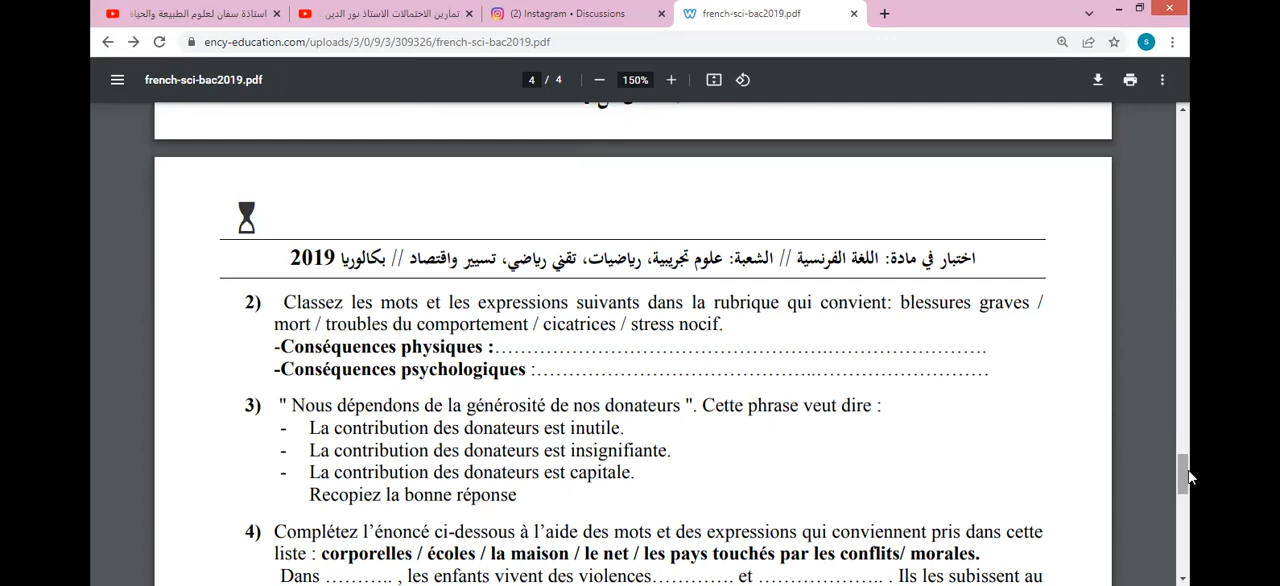 استاذة سفان لعلوم الطبيعة والحياة
تمارين الاحتمالات الاستاذ نور الدين
(2) Instagram • Discussions
french-sci-bac2019.pdf
ency-education.com/uploads/3/0/9/3/309326/french-sci-bac2019.pdf
s
french-sci-bac2019.pdf
4 / 4
150%
اختبار في مادة: اللغة الفرنسية // الشعبة: علوم تجريبية، رياضيات، تقني رياضي، تسيير واقتصاد // بكالوريا 2019
2) Classez les mots et les expressions suivants dans la rubrique qui convient: blessures graves /
mort / troubles du comportement / cicatrices / stress nocif.
-Conséquences physiques :……………………………………………………………………….
-Conséquences psychologiques :…………………………………………………………………
3) " Nous dépendons de la générosité de nos donateurs ". Cette phrase veut dire :
- La contribution des donateurs est inutile.
- La contribution des donateurs est insignifiante.
- La contribution des donateurs est capitale.
Recopiez la bonne réponse
4) Complétez l'énoncé ci-dessous à l'aide des mots et des expressions qui conviennent pris dans cette
liste : corporelles / écoles / la maison / le net / les pays touchés par les conflits/ morales.
Dans ……….. , les enfants vivent des violences…………. et ……………….. . Ils les subissent au